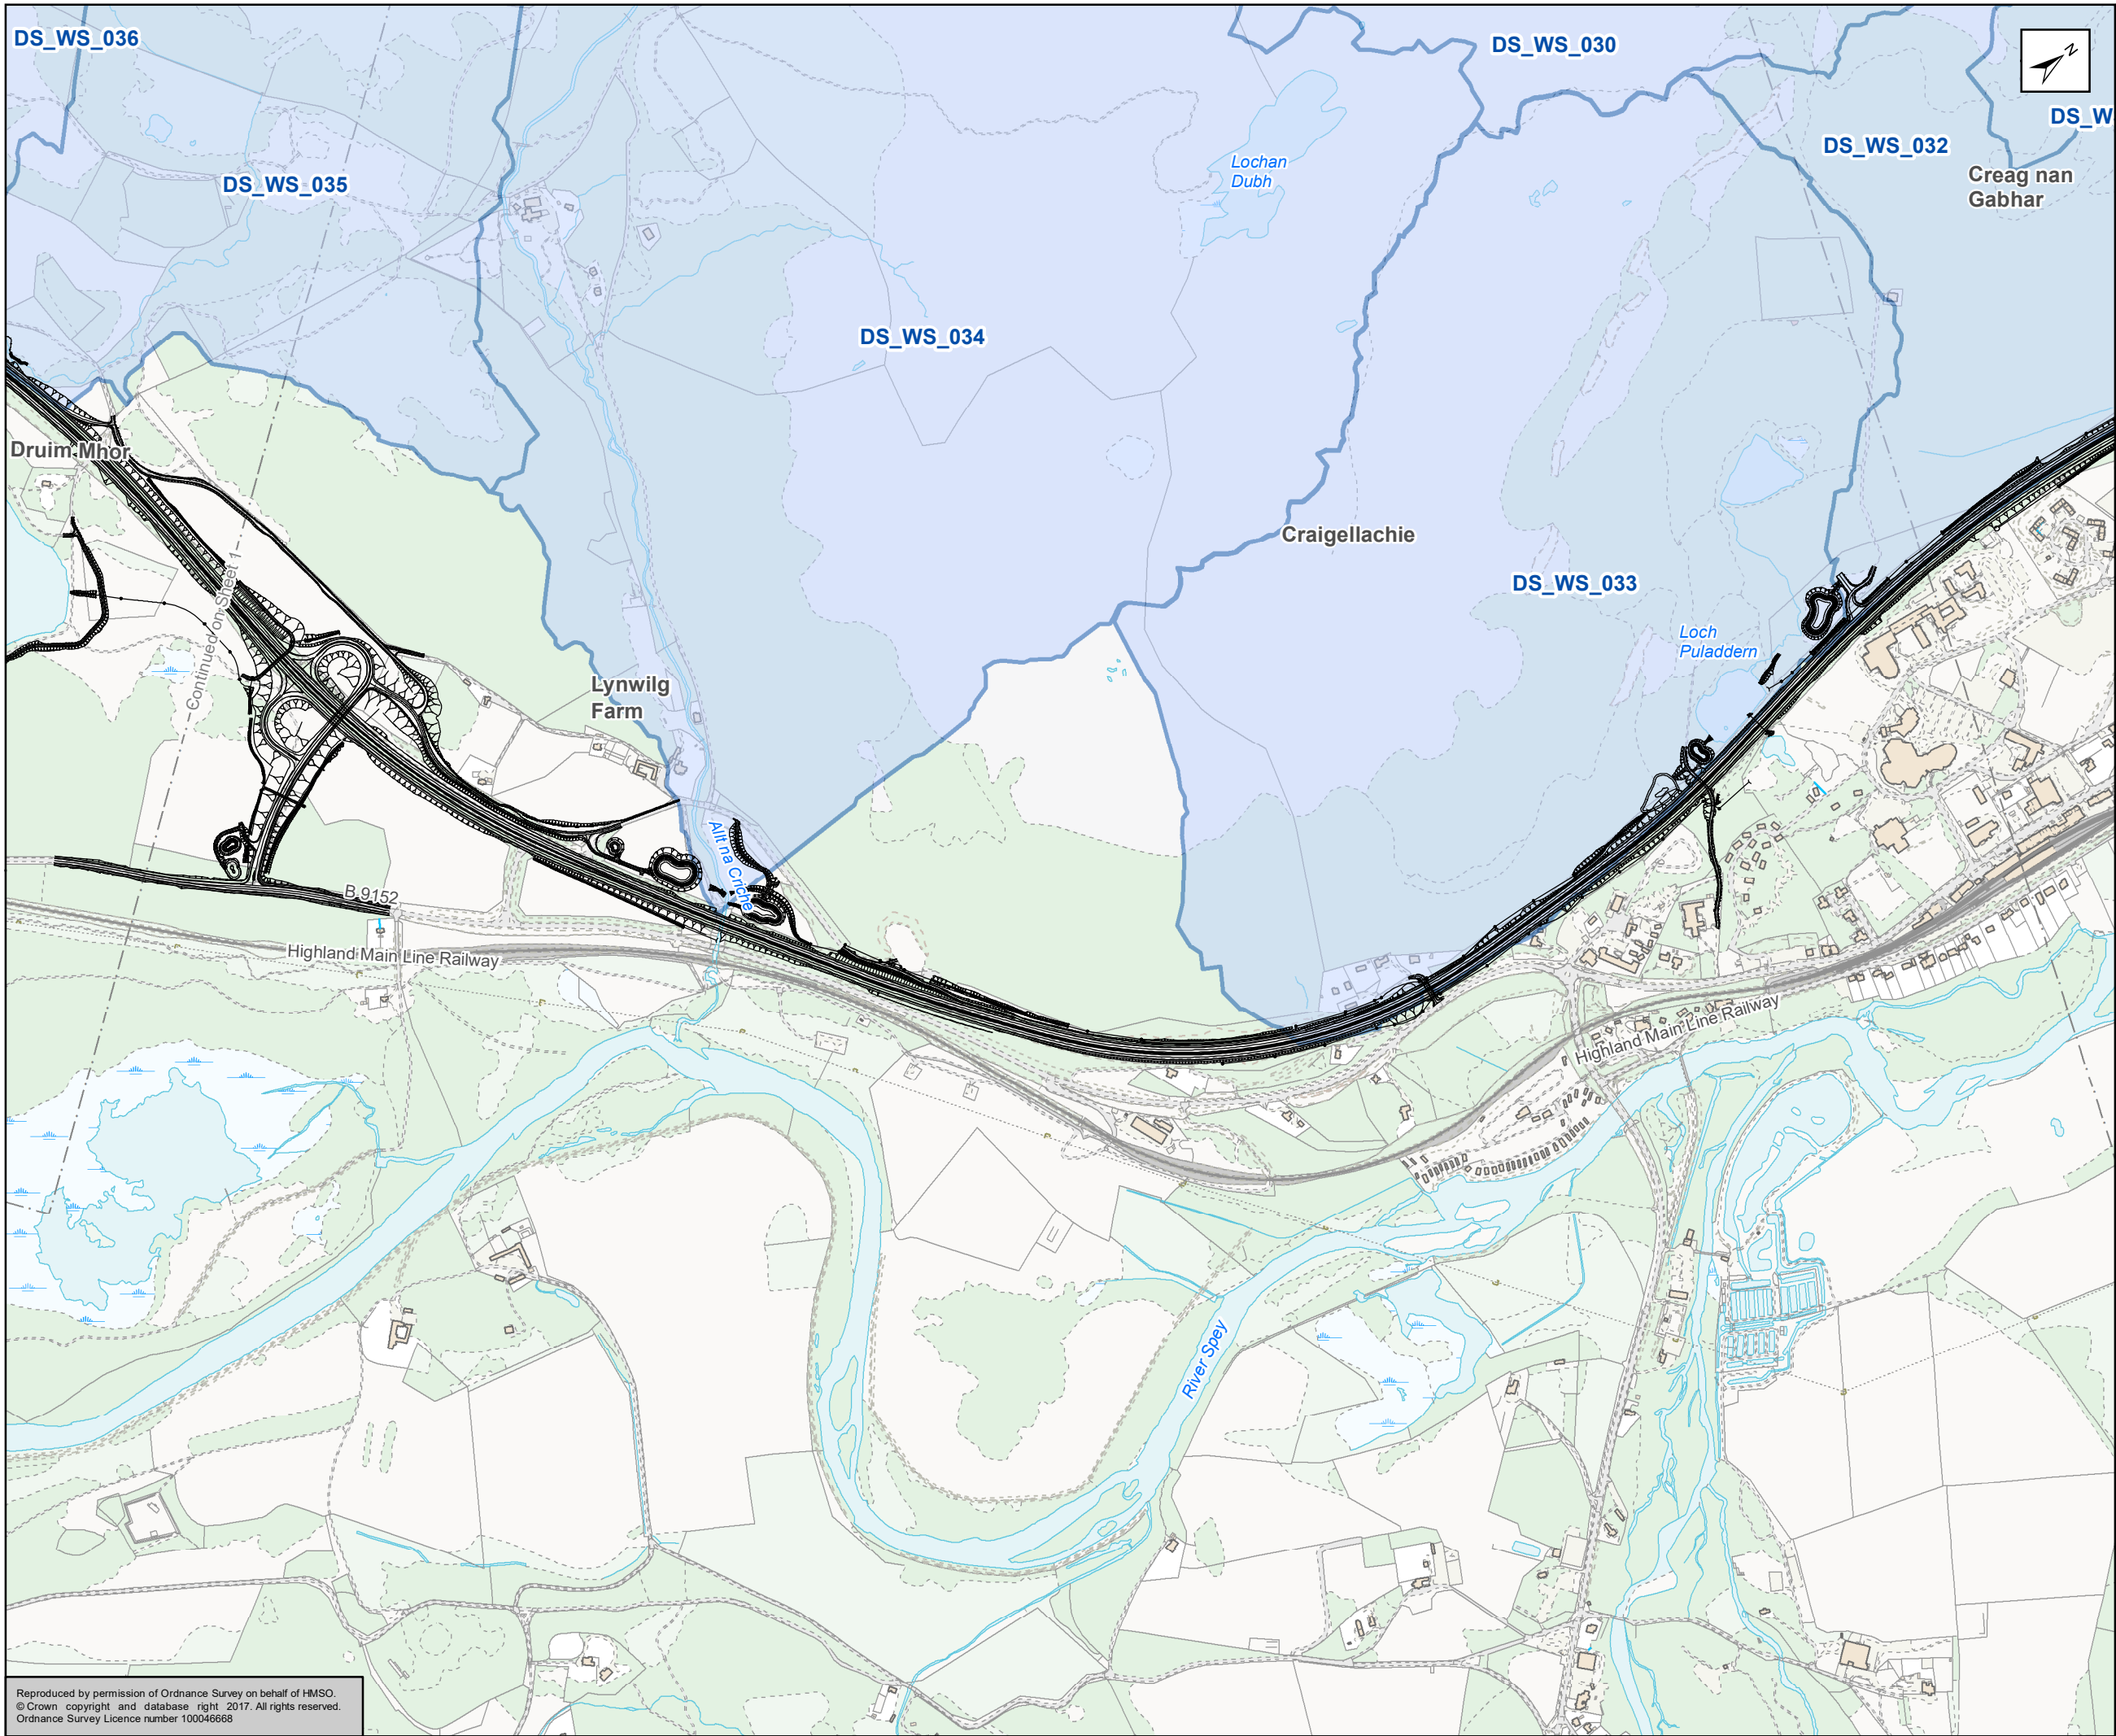 DS_WS_036
DS_WS_030
N
DS_W
DS_WS_032
Creag nan
Gabhar
Lochan
Dubh
DS_WS_035
DS_WS_034
Druim Mhor
Craigellachie
DS_WS_033
Continued on Sheet 1
Loch
Puladdern
Lynwilg
Farm
Allt na Criche
B 9152
Highland Main Line Railway
Highland Main Line Railway
River Spey
Reproduced by permission of Ordnance Survey on behalf of HMSO.
© Crown copyright and database right 2017. All rights reserved.
Ordnance Survey Licence number 100046668